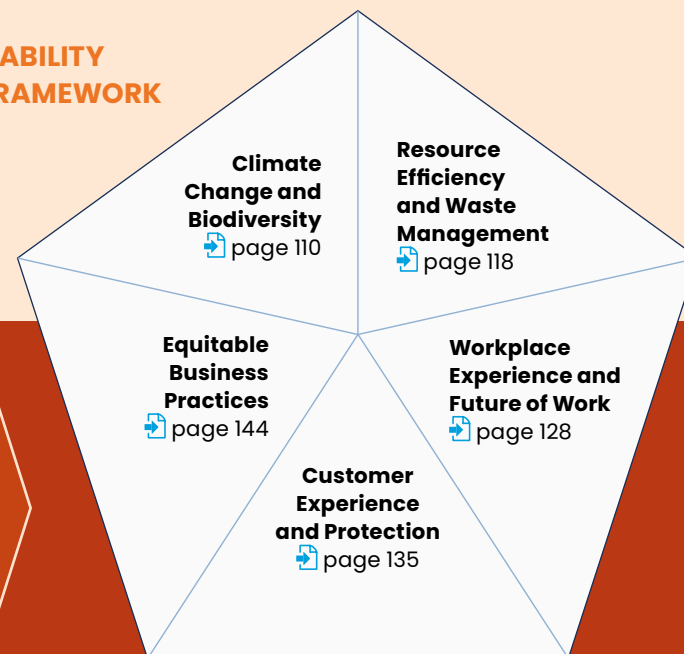 ABILITY
RAMEWORK
Climate
Change and
Biodiversity
page 110
Resource
Efficiency
and Waste
Management
page 118
Equitable
Business
Practices
page 144
Workplace
Experience and
Future of Work
page 128
Customer
Experience
and Protection
page 135